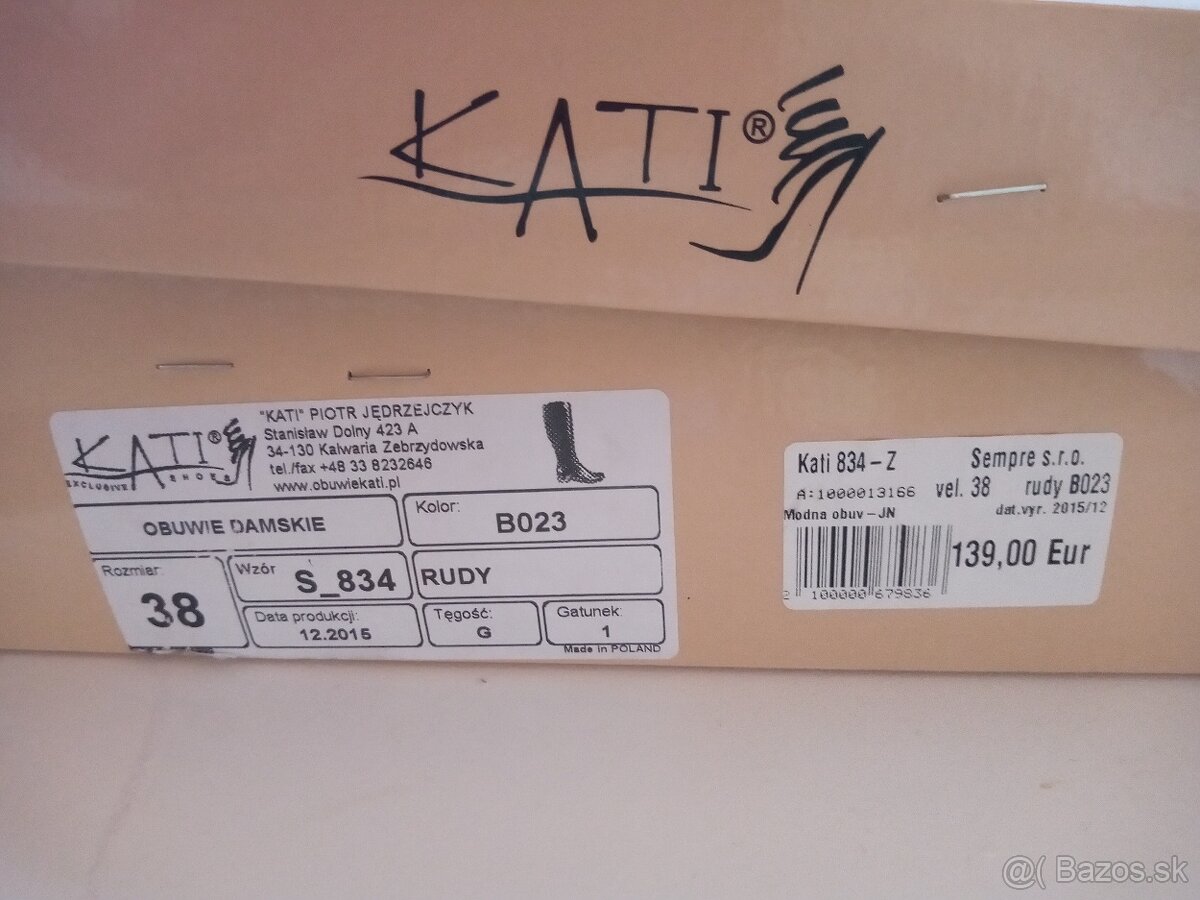 KATI®
KATI®
EXCLUSIVE SHOES
"KATI" PIOTR JĘDRZEJCZYK
Stanisław Dolny 423 A
34-130 Kalwaria Zebrzydowska
tel./fax +48 33 8232646
www.obuwiekati.pl
OBUWIE DAMSKIE
Kolor:
B023
Rozmiar:
38
Wzór
S_834
RUDY
Data produkcji:
12.2015
Tęgość:
G
Gatunek:
1
Made in POLAND
Kati 834-Z
Sempre s.r.o.
A:1000013166
vel. 38
rudy B023
Modna obuv-JN
dat.vyr. 2015/12
139,00 Eur
2 100000 679836
@( Bazos.sk